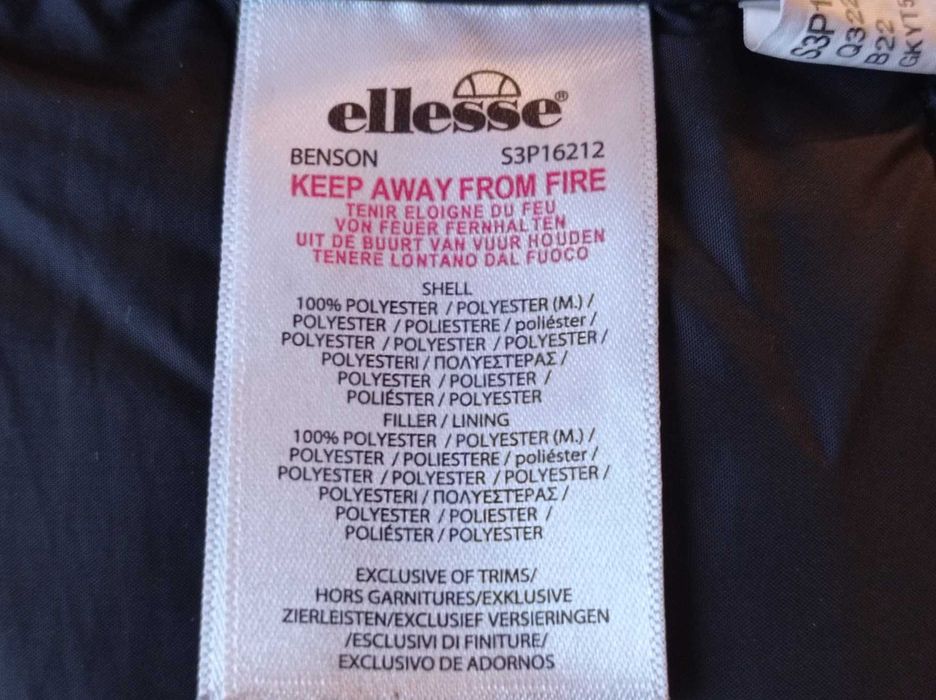 ellesse®
BENSON S3P16212
KEEP AWAY FROM FIRE
TENIR ELOIGNE DU FEU
VON FEUER FERNHALTEN
UIT DE BUURT VAN VUUR HOUDEN
TENERE LONTANO DAL FUOCO
SHELL
100% POLYESTER / POLYESTER (M.) /
POLYESTER / POLIESTERE / poliéster /
POLYESTER / POLYESTER / POLYESTER /
POLYESTERI / ΠΟΛΥΕΣΤΕΡΑΣ /
POLYESTER / POLIESTER /
POLIÉSTER / POLYESTER
FILLER / LINING
100% POLYESTER / POLYESTER (M.) /
POLYESTER / POLIESTERE / poliéster /
POLYESTER / POLYESTER / POLYESTER /
POLYESTERI / ΠΟΛΥΕΣΤΕΡΑΣ /
POLYESTER / POLIESTER /
POLIÉSTER / POLYESTER
EXCLUSIVE OF TRIMS/
HORS GARNITURES/EXKLUSIVE
ZIERLEISTEN/EXCLUSIEF VERSIERINGEN
/ESCLUSIVI DI FINITURE/
EXCLUSIVO DE ADORNOS
B22